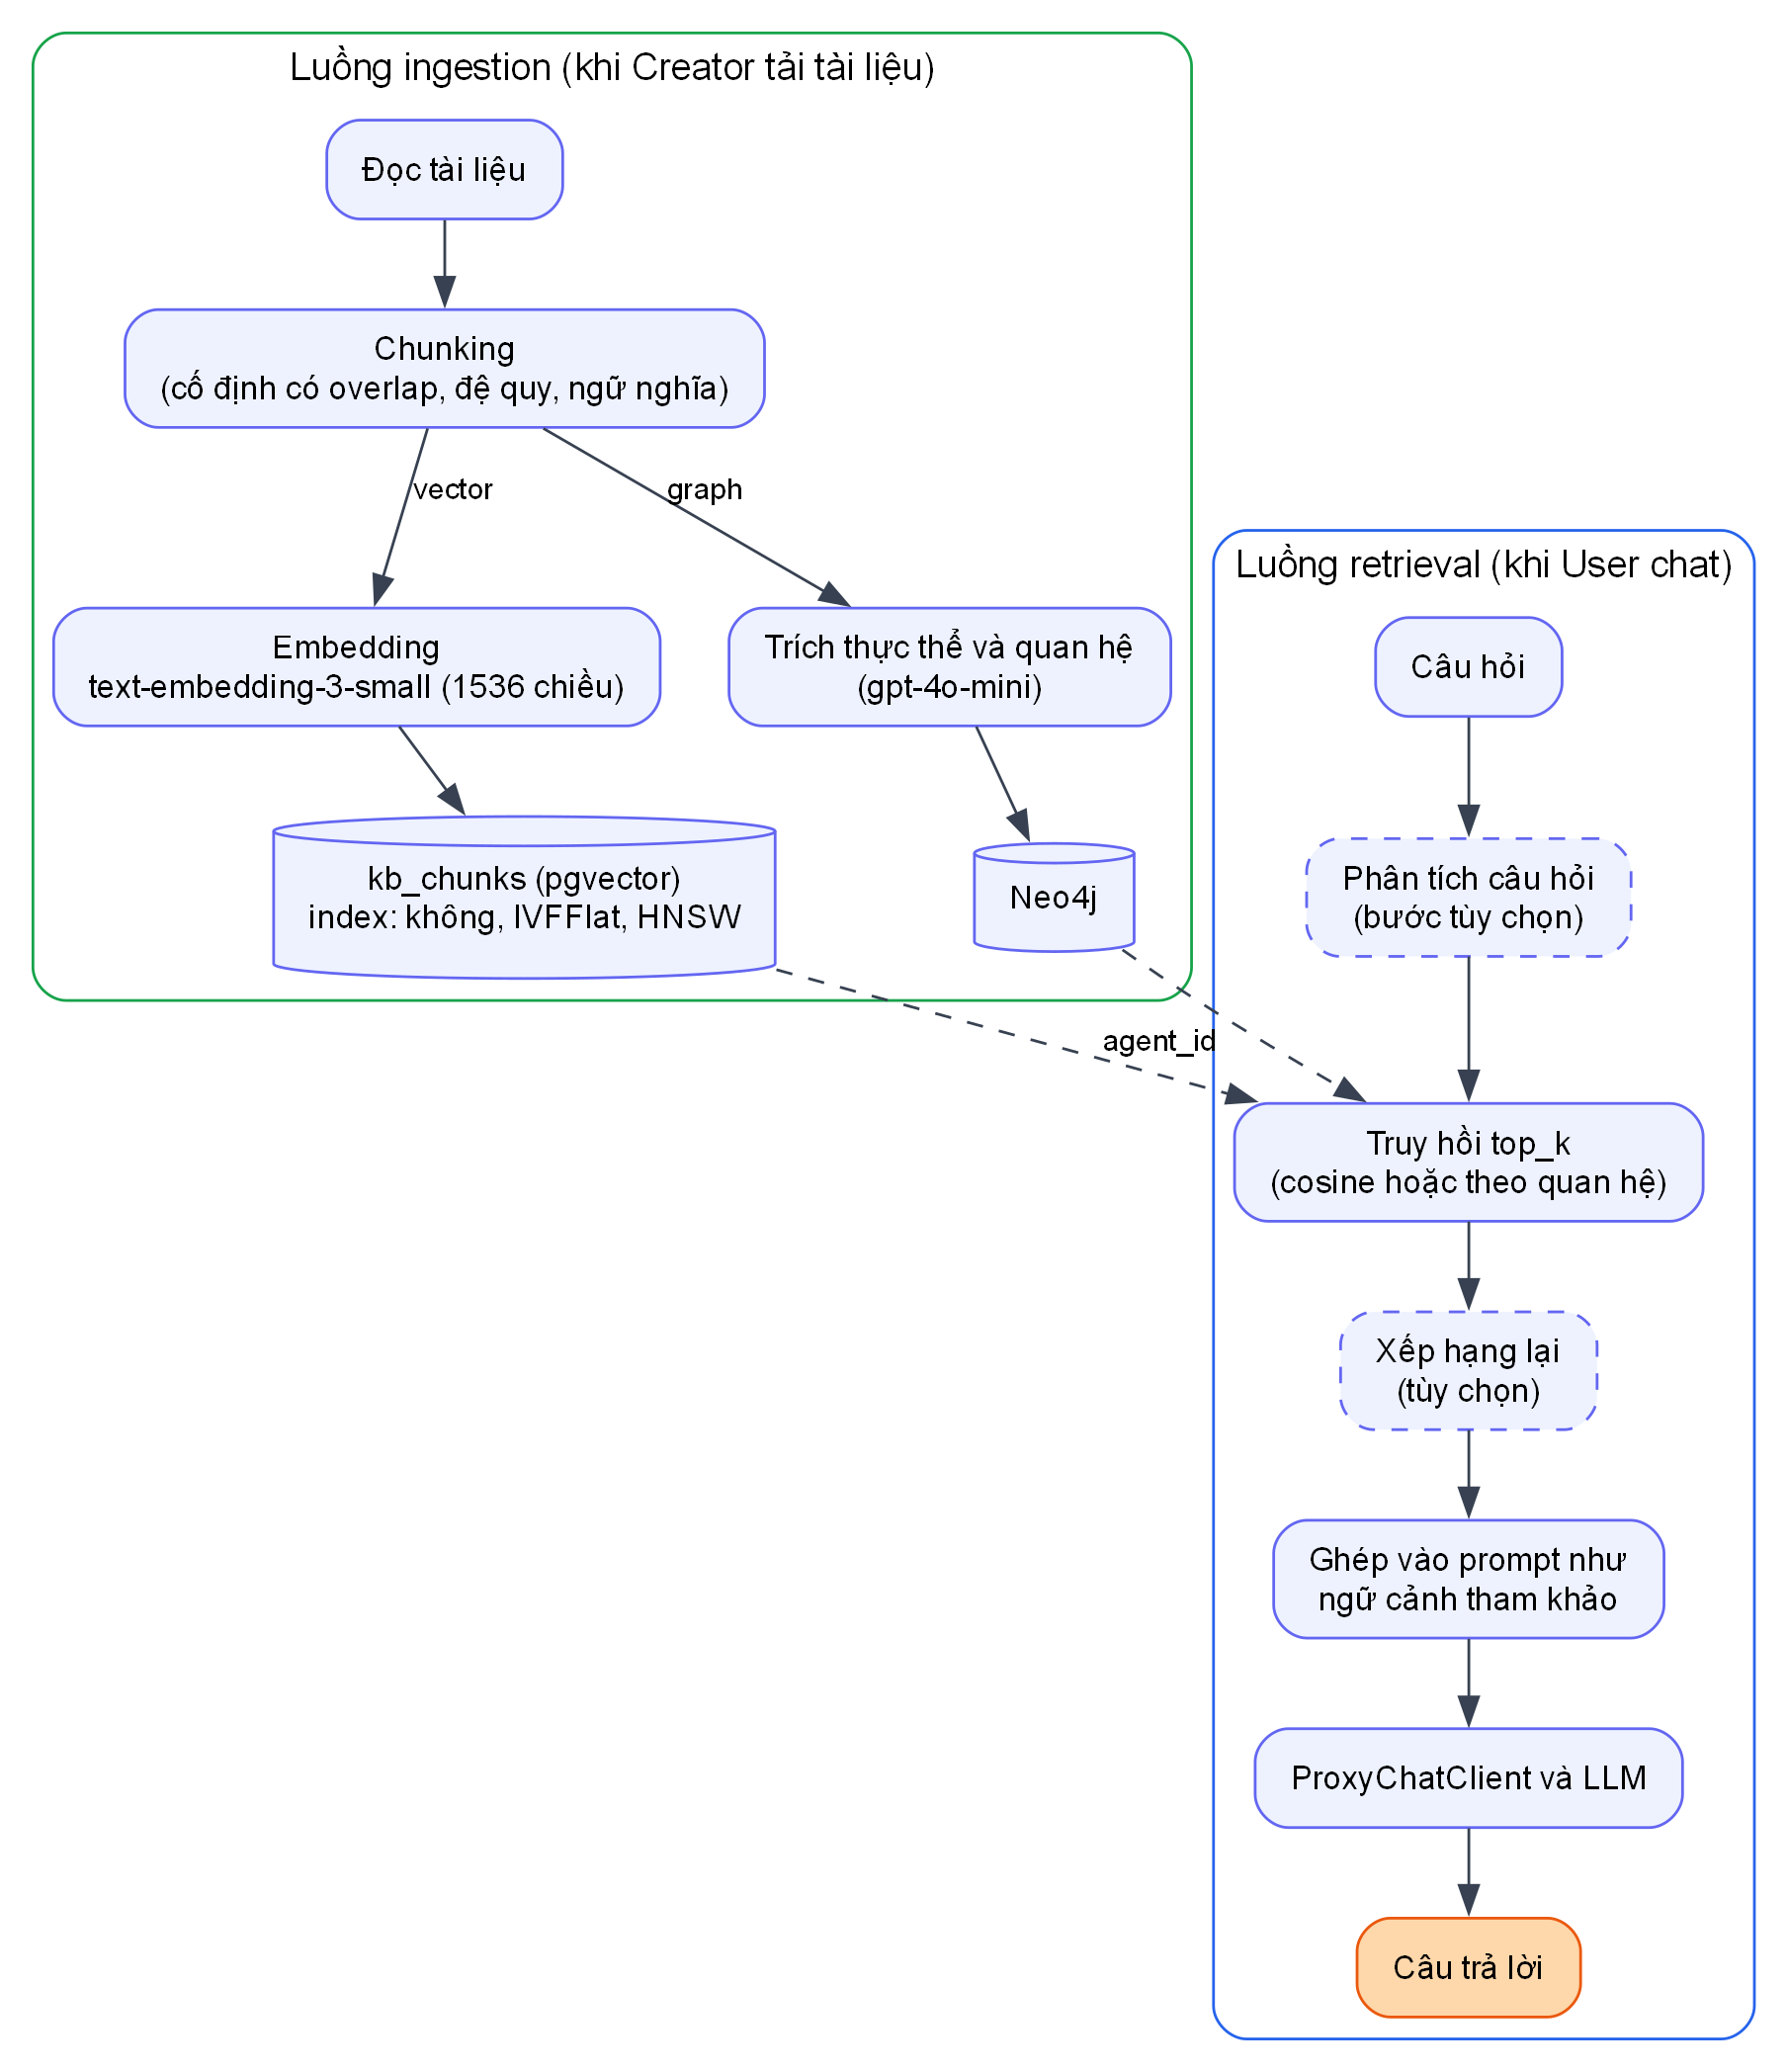 Luồng ingestion (khi Creator tải tài liệu)
Đọc tài liệu
Chunking
(cố định có overlap, đệ quy, ngữ nghĩa)
vector
graph
Embedding
text-embedding-3-small (1536 chiều)
Trích thực thể và quan hệ
(gpt-4o-mini)
kb_chunks (pgvector)
index: không, IVFFlat, HNSW
Neo4j
agent_id
Luồng retrieval (khi User chat)
Câu hỏi
Phân tích câu hỏi
(bước tùy chọn)
Truy hồi top_k
(cosine hoặc theo quan hệ)
Xếp hạng lại
(tùy chọn)
Ghép vào prompt như
ngữ cảnh tham khảo
ProxyChatClient và LLM
Câu trả lời